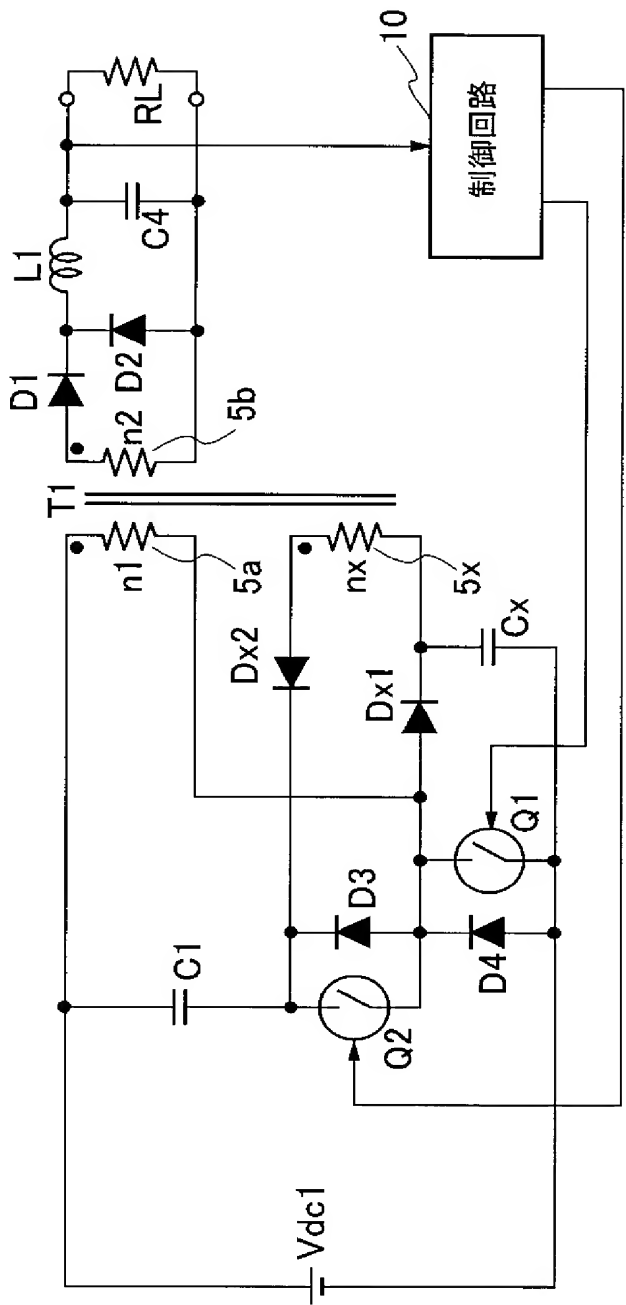 Vdc1
C1
Q2
D3
D4
Q1
Dx2
Dx1
Cx
T1
n1
5a
nx
5x
n2
5b
D1
D2
L1
C4
RL
10
制御回路